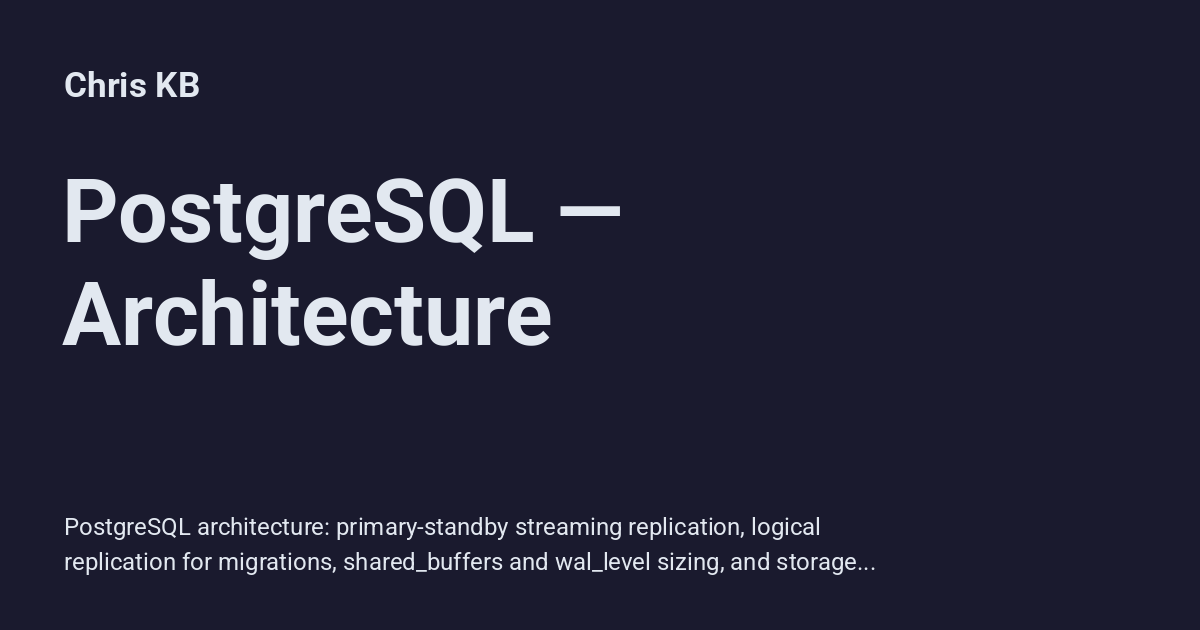 Chris KB
PostgreSQL —
Architecture
PostgreSQL architecture: primary-standby streaming replication, logical
replication for migrations, shared_buffers and wal_level sizing, and storage...